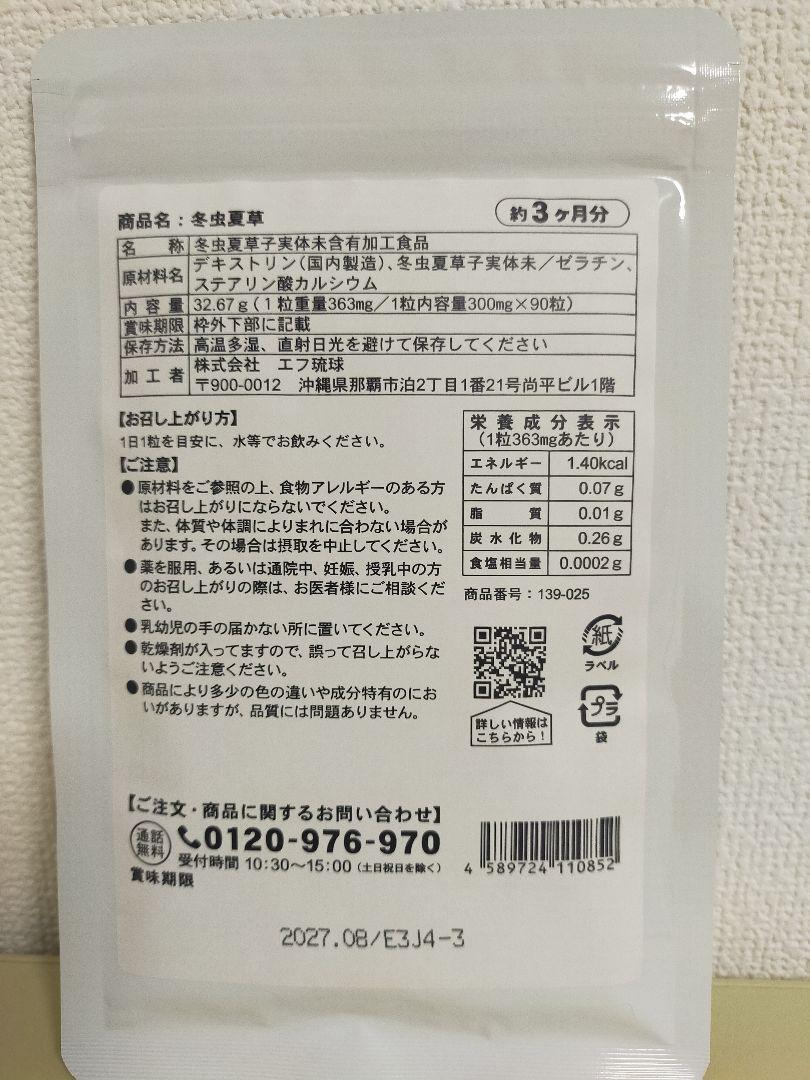 商品名：冬虫夏草
約3ヶ月分
名　称 冬虫夏草子実体末含有加工食品
原材料名 デキストリン（国内製造）、冬虫夏草子実体末／ゼラチン、
ステアリン酸カルシウム
内容量 32.67g（1粒重量363mg／1粒内容量300mg×90粒）
賞味期限 枠外下部に記載
保存方法 高温多湿、直射日光を避けて保存してください
加工者 株式会社　エフ琉球
〒900-0012　沖縄県那覇市泊2丁目1番21号尚平ビル1階
【お召し上がり方】
1日1粒を目安に、水等でお飲みください。
【ご注意】
●原材料をご参照の上、食物アレルギーのある方
はお召し上がりにならないでください。
また、体質や体調によりまれに合わない場合が
あります。その場合は摂取を中止してください。
●薬を服用、あるいは通院中、妊娠、授乳中の方
のお召し上がりの際は、お医者様にご相談くだ
さい。
●乳幼児の手の届かない所に置いてください。
●乾燥剤が入ってますので、誤って召し上がらな
いようご注意ください。
●商品により多少の色の違いや成分特有のにお
いがありますが、品質には問題ありません。
栄養成分表示
（1粒363mgあたり）
エネルギー 1.40kcal
たんぱく質 0.07g
脂　質 0.01g
炭水化物 0.26g
食塩相当量 0.0002g
商品番号：139-025
紙
ラベル
プラ
袋
詳しい情報は
こちらから！
【ご注文・商品に関するお問い合わせ】
通話
無料
0120-976-970
受付時間 10:30～15:00（土日祝日を除く）
4 589724 110852
賞味期限
2027.08/E3J4-3